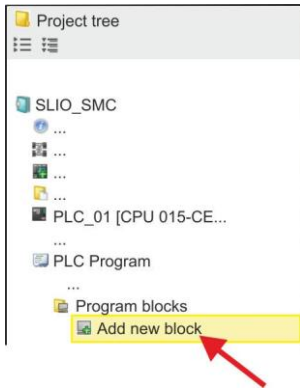 Project tree
SLIO_SMC
...
...
...
...
PLC_01 [CPU 015-CE...
...
PLC Program
...
Program blocks
Add new block